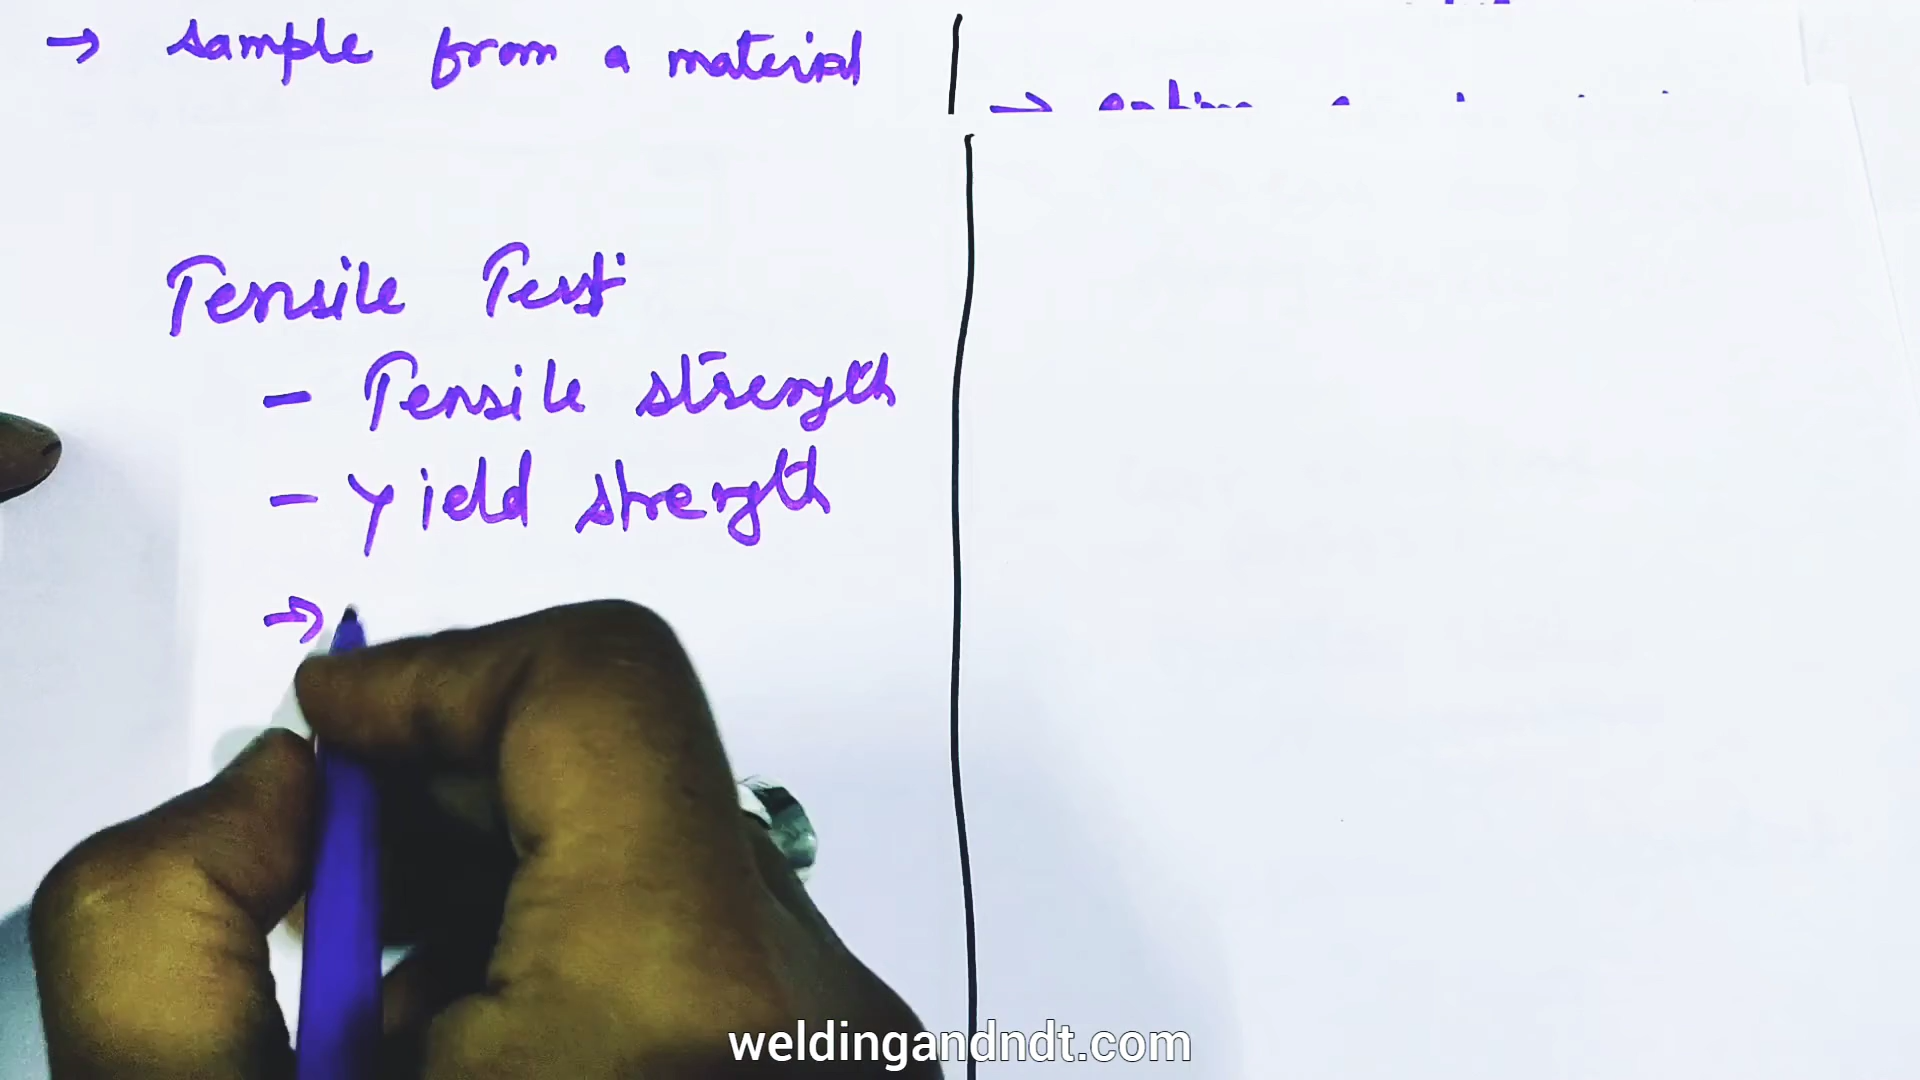 → sample from a material
→
Tensile Test
- Tensile strength
- Yield strength
→
weldingandndt.com